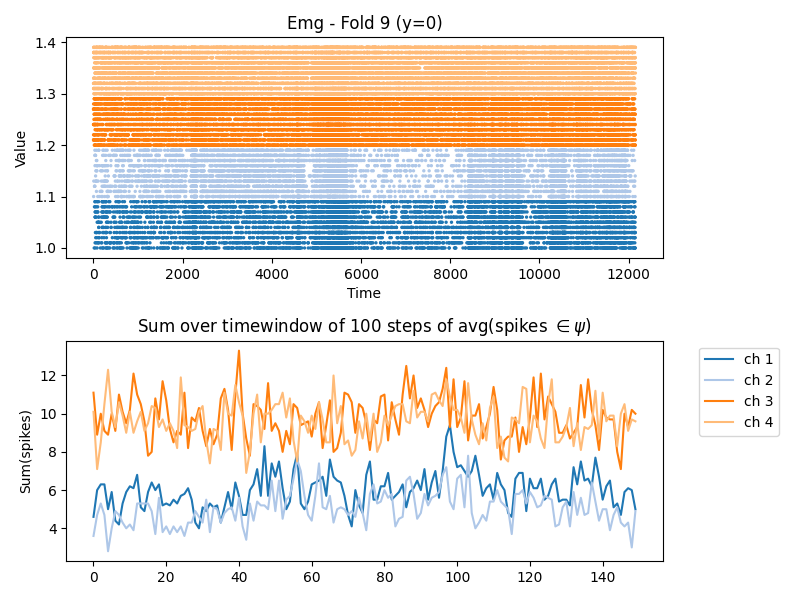 Emg - Fold 9 (y=0)
Value
1.4
1.3
1.2
1.1
1.0
0 2000 4000 6000 8000 10000 12000
Time
Sum over timewindow of 100 steps of avg(spikes ∈ ψ)
Sum(spikes)
12
10
8
6
4
0 20 40 60 80 100 120 140
ch 1
ch 2
ch 3
ch 4